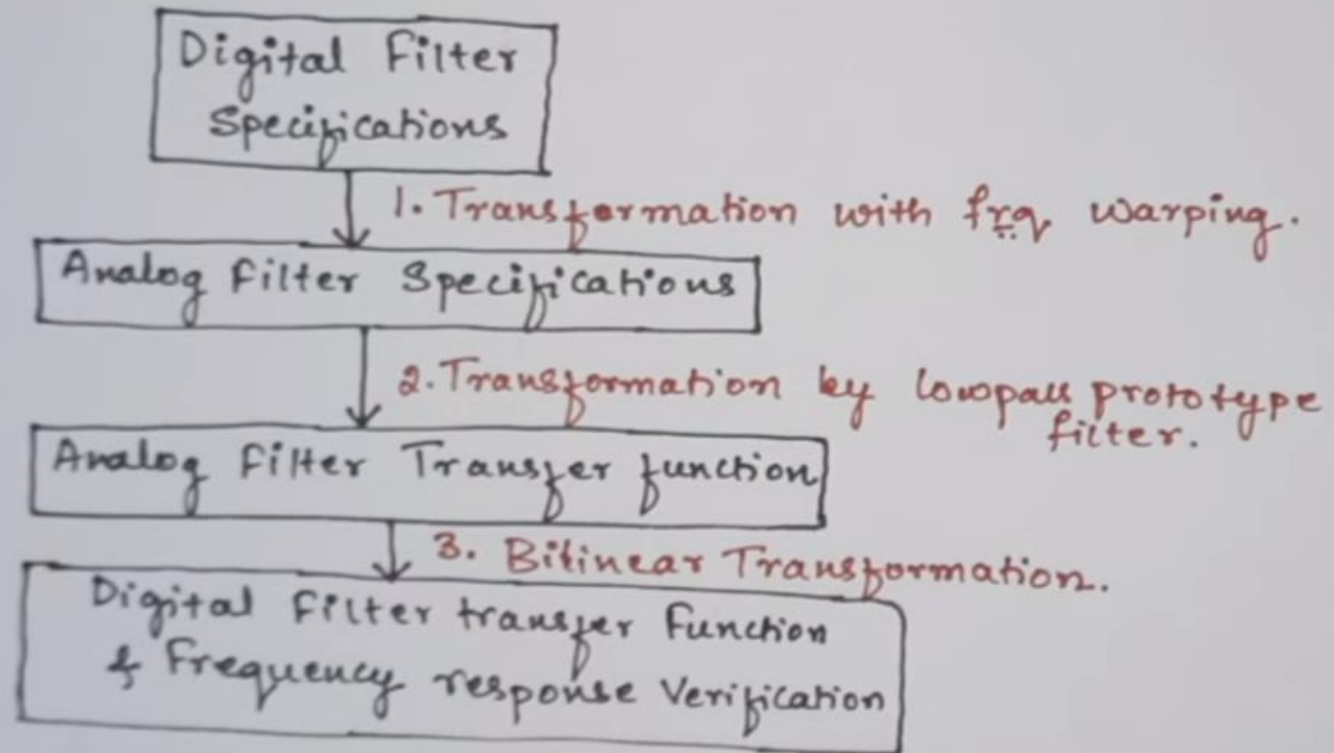 Digital Filter
Specifications
1. Transformation with frq warping.
Analog Filter Specifications
2. Transformation by lowpass prototype
filter.
Analog Filter Transfer function
3. Bilinear Transformation.
Digital Filter transfer Function
& Frequency response Verification